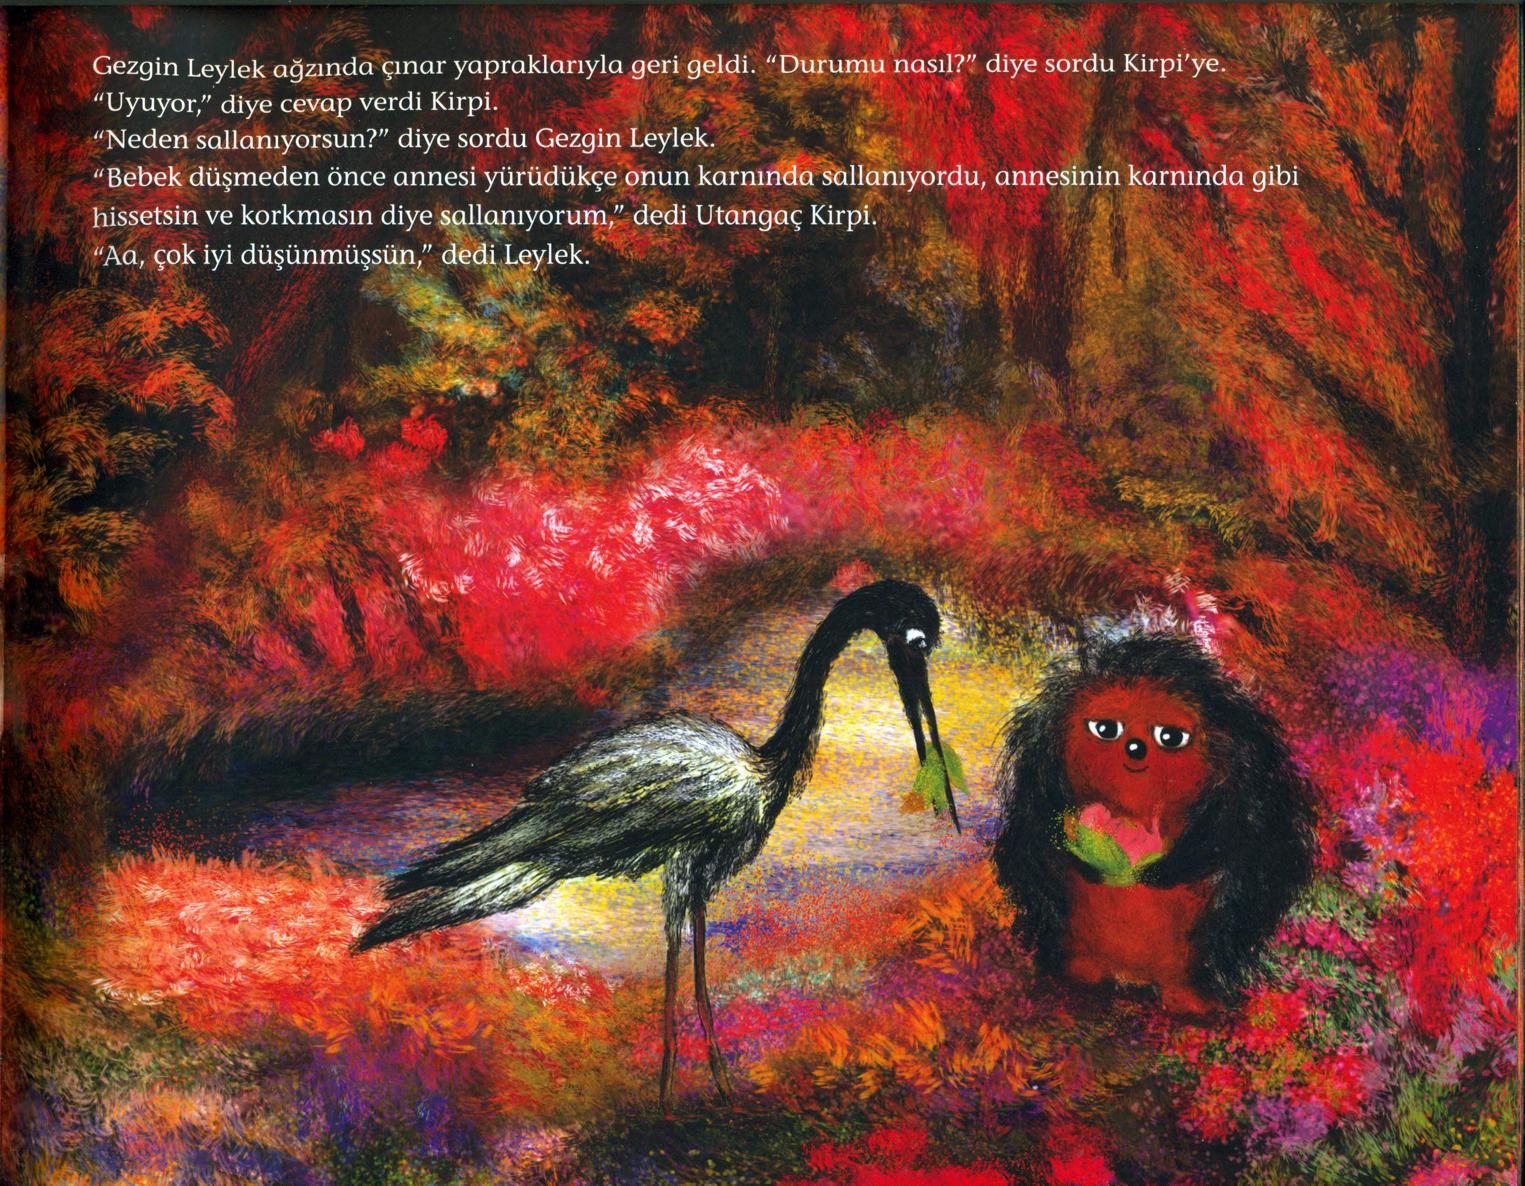 Gezgin Leylek ağzında çınar yapraklarıyla geri geldi. “Durumu nasıl?” diye sordu Kirpi’ye.
“Uyuyor,” diye cevap verdi Kirpi.
“Neden sallanıyorsun?” diye sordu Gezgin Leylek.
“Bebek düşmeden önce annesi yürüdükçe onun karnında sallanıyordu, annesinin karnında gibi
hissetsin ve korkmasın diye sallanıyorum,” dedi Utangaç Kirpi.
“Aa, çok iyi düşünmüşsün,” dedi Leylek.